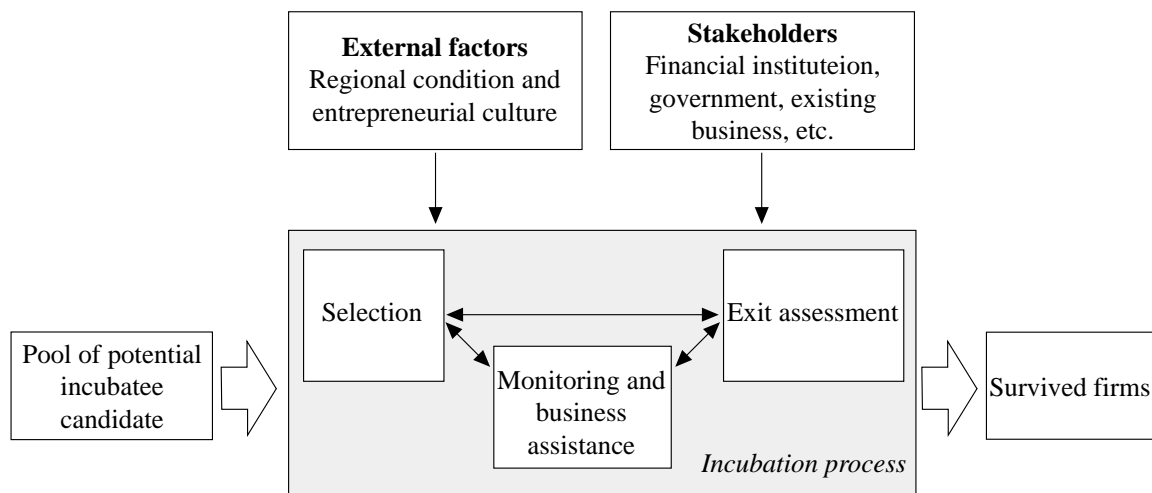 External factors
Regional condition and
entrepreneurial culture
Stakeholders
Financial instituteion,
government, existing
business, etc.
Selection
Exit assessment
Pool of potential
incubatee
candidate
Monitoring and
business
assistance
Survived firms
Incubation process